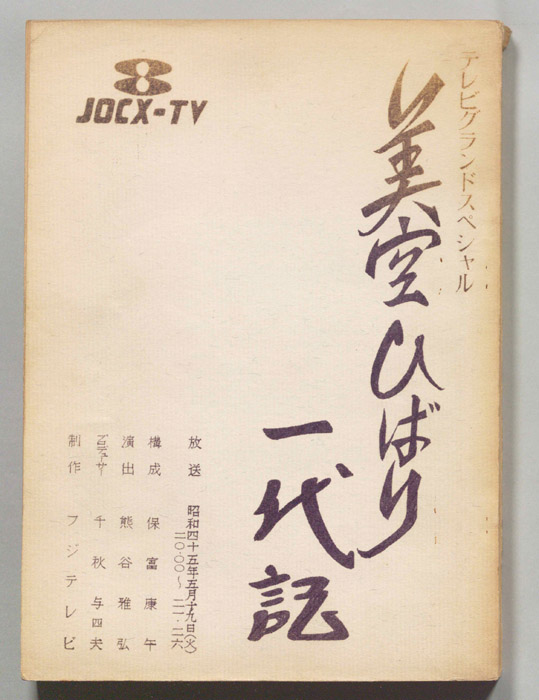 JOCX-TV
テレビグランドスペシャル
美空ひばり
一代記
放送 昭和四十五年五月十九日(火)
二〇・〇〇〜二一・二六
構成 保富康午
演出 熊谷雅弘
プロデューサー 千秋与四夫
制作 フジテレビ